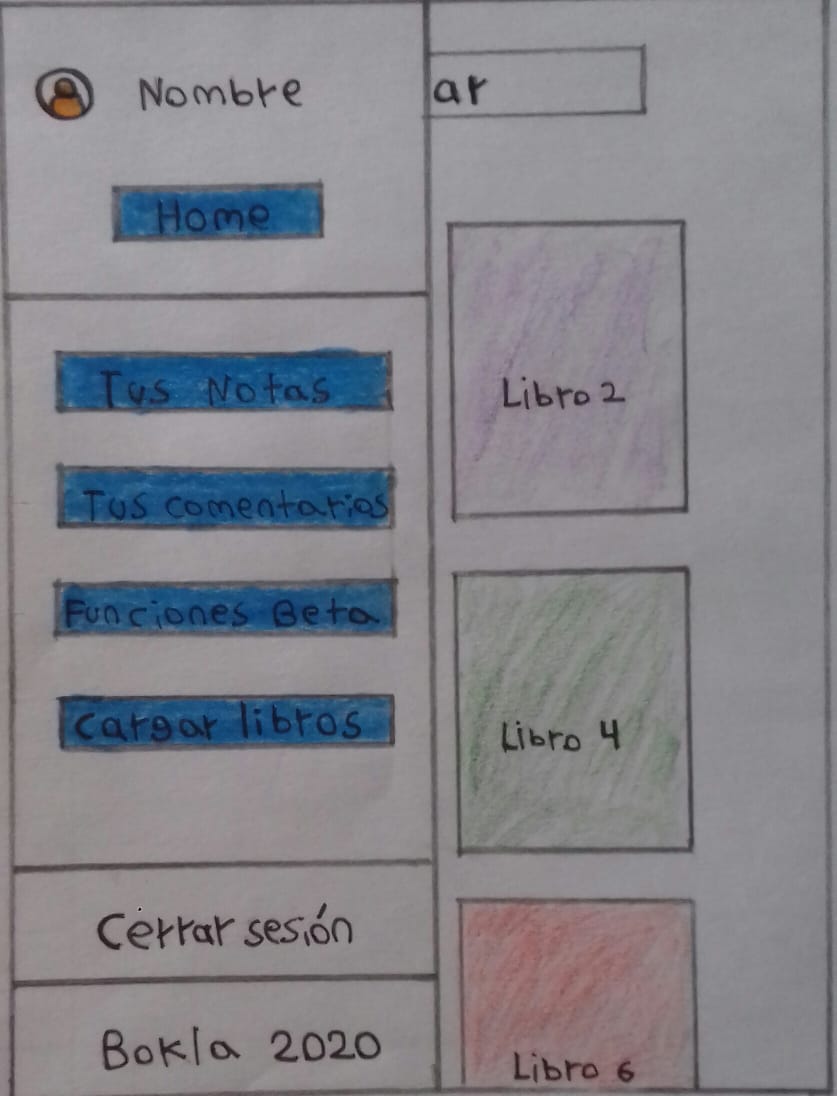 Nombre
ar
Home
Tus Notas
Tus comentarios
Funciones Beta
Cargar libros
Cerrar sesión
Bokla 2020
Libro 2
Libro 4
Libro 6